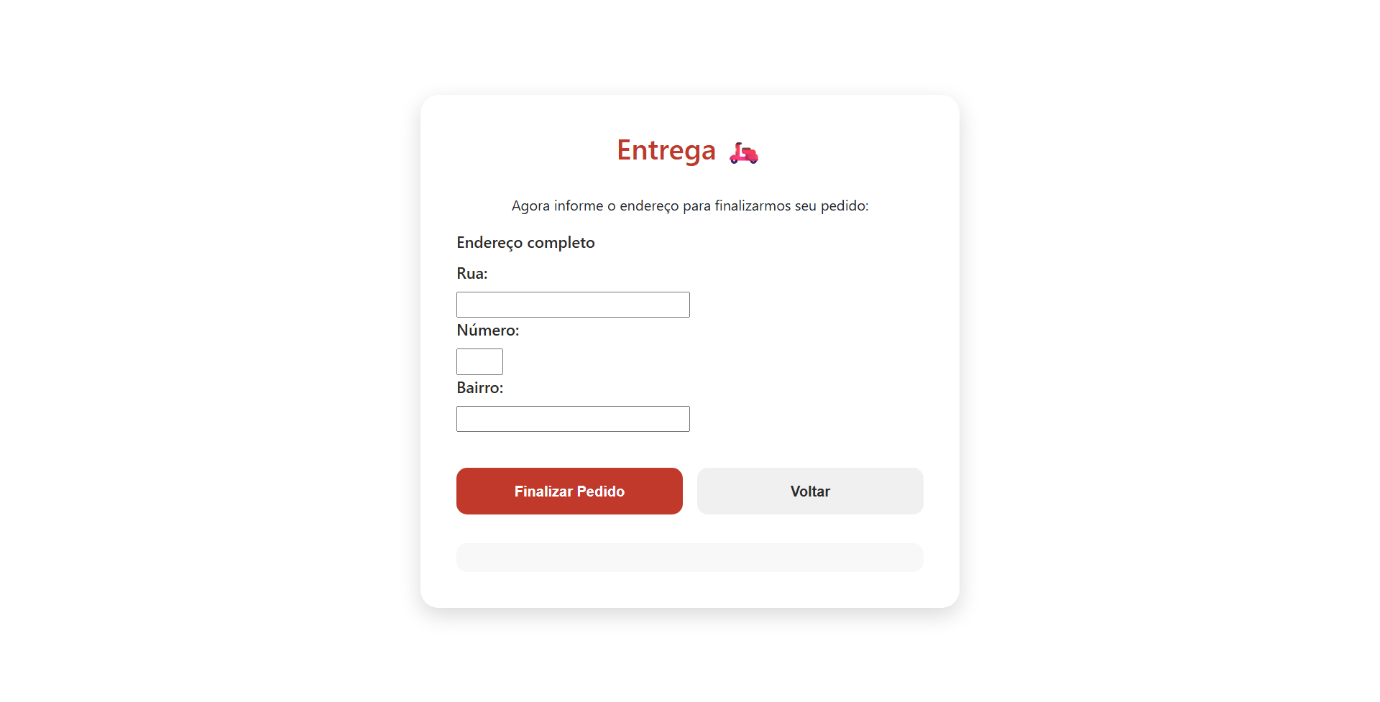 Entrega 🛵
Agora informe o endereço para finalizarmos seu pedido:
Endereço completo
Rua:
Número:
Bairro:
Finalizar Pedido
Voltar